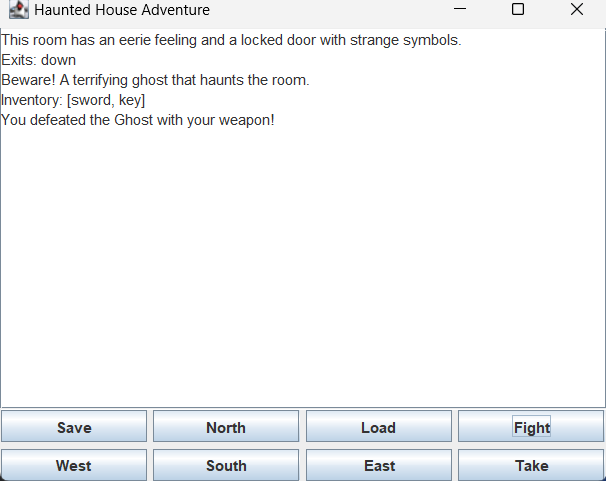 Haunted House Adventure
This room has an eerie feeling and a locked door with strange symbols.
Exits: down
Beware! A terrifying ghost that haunts the room.
Inventory: [sword, key]
You defeated the Ghost with your weapon!
Save North Load Fight
West South East Take